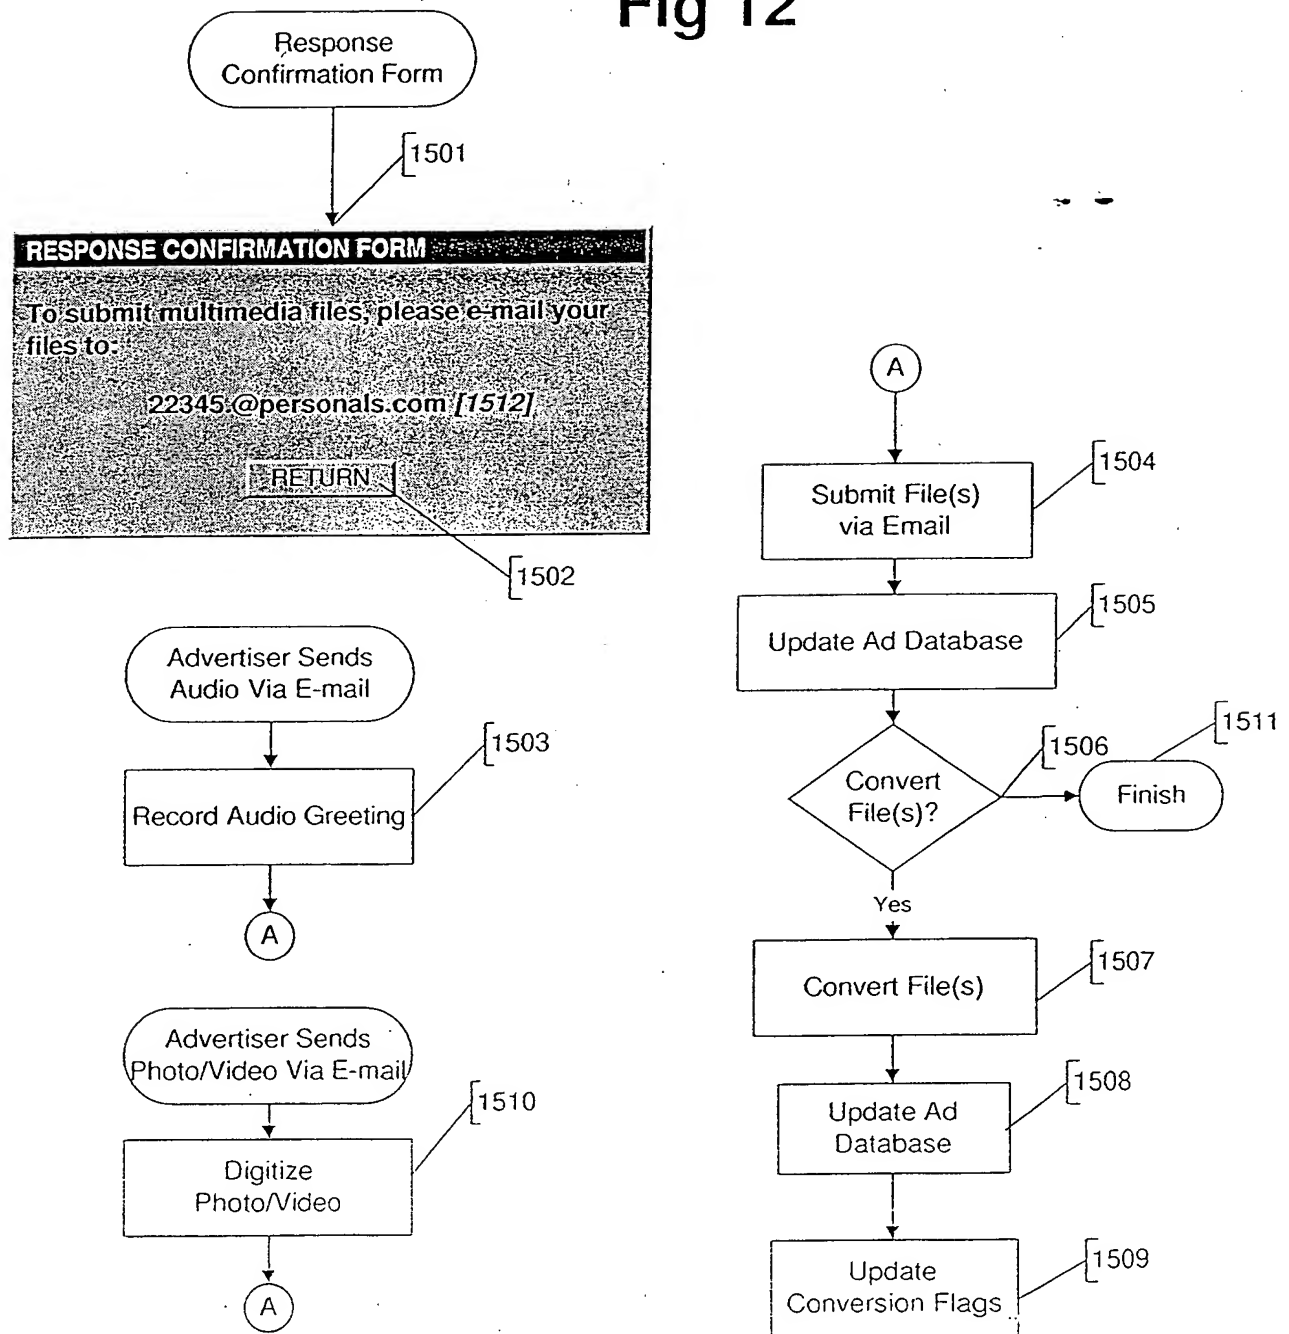 Fig 12
Response
Confirmation Form
1501
RESPONSE CONFIRMATION FORM
To submit multimedia files, please e-mail your
files to:
22345.@personals.com [1512]
RETURN
1502
Advertiser Sends
Audio Via E-mail
1503
Record Audio Greeting
A
Advertiser Sends
Photo/Video Via E-mail
1510
Digitize
Photo/Video
A
A
1504
Submit File(s)
via Email
1505
Update Ad Database
1506
1511
Convert
File(s)?
Finish
Yes
1507
Convert File(s)
1508
Update Ad
Database
1509
Update
Conversion Flags